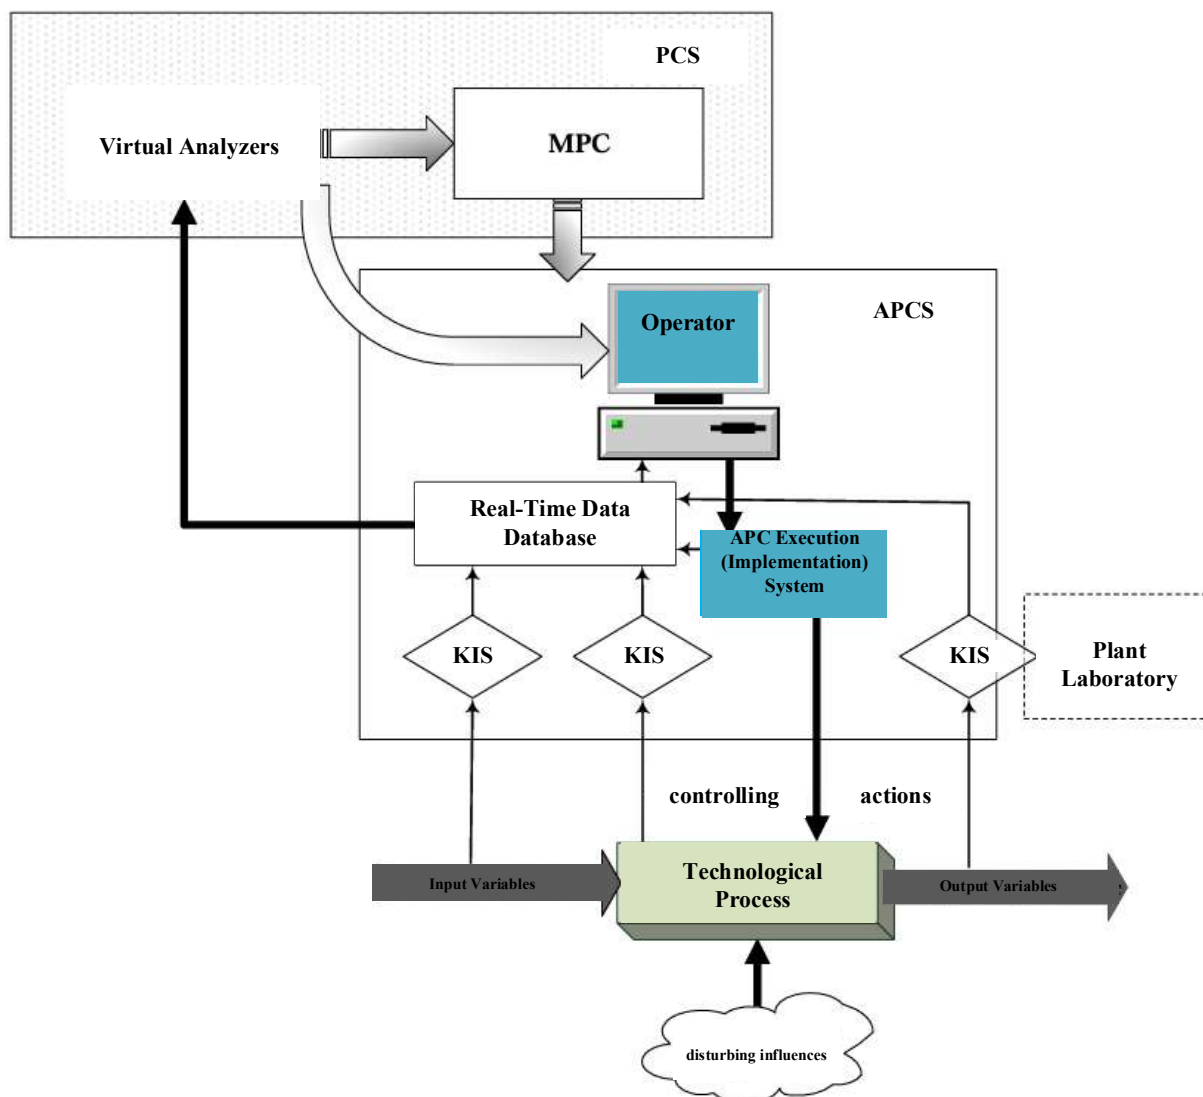 PCS
Virtual Analyzers
MPC
APCS
Operator
Real-Time Data
Database
APC Execution
(Implementation)
System
KIS
KIS
KIS
Plant
Laboratory
controlling
actions
Technological
Process
Input Variables
Output Variables
disturbing influences